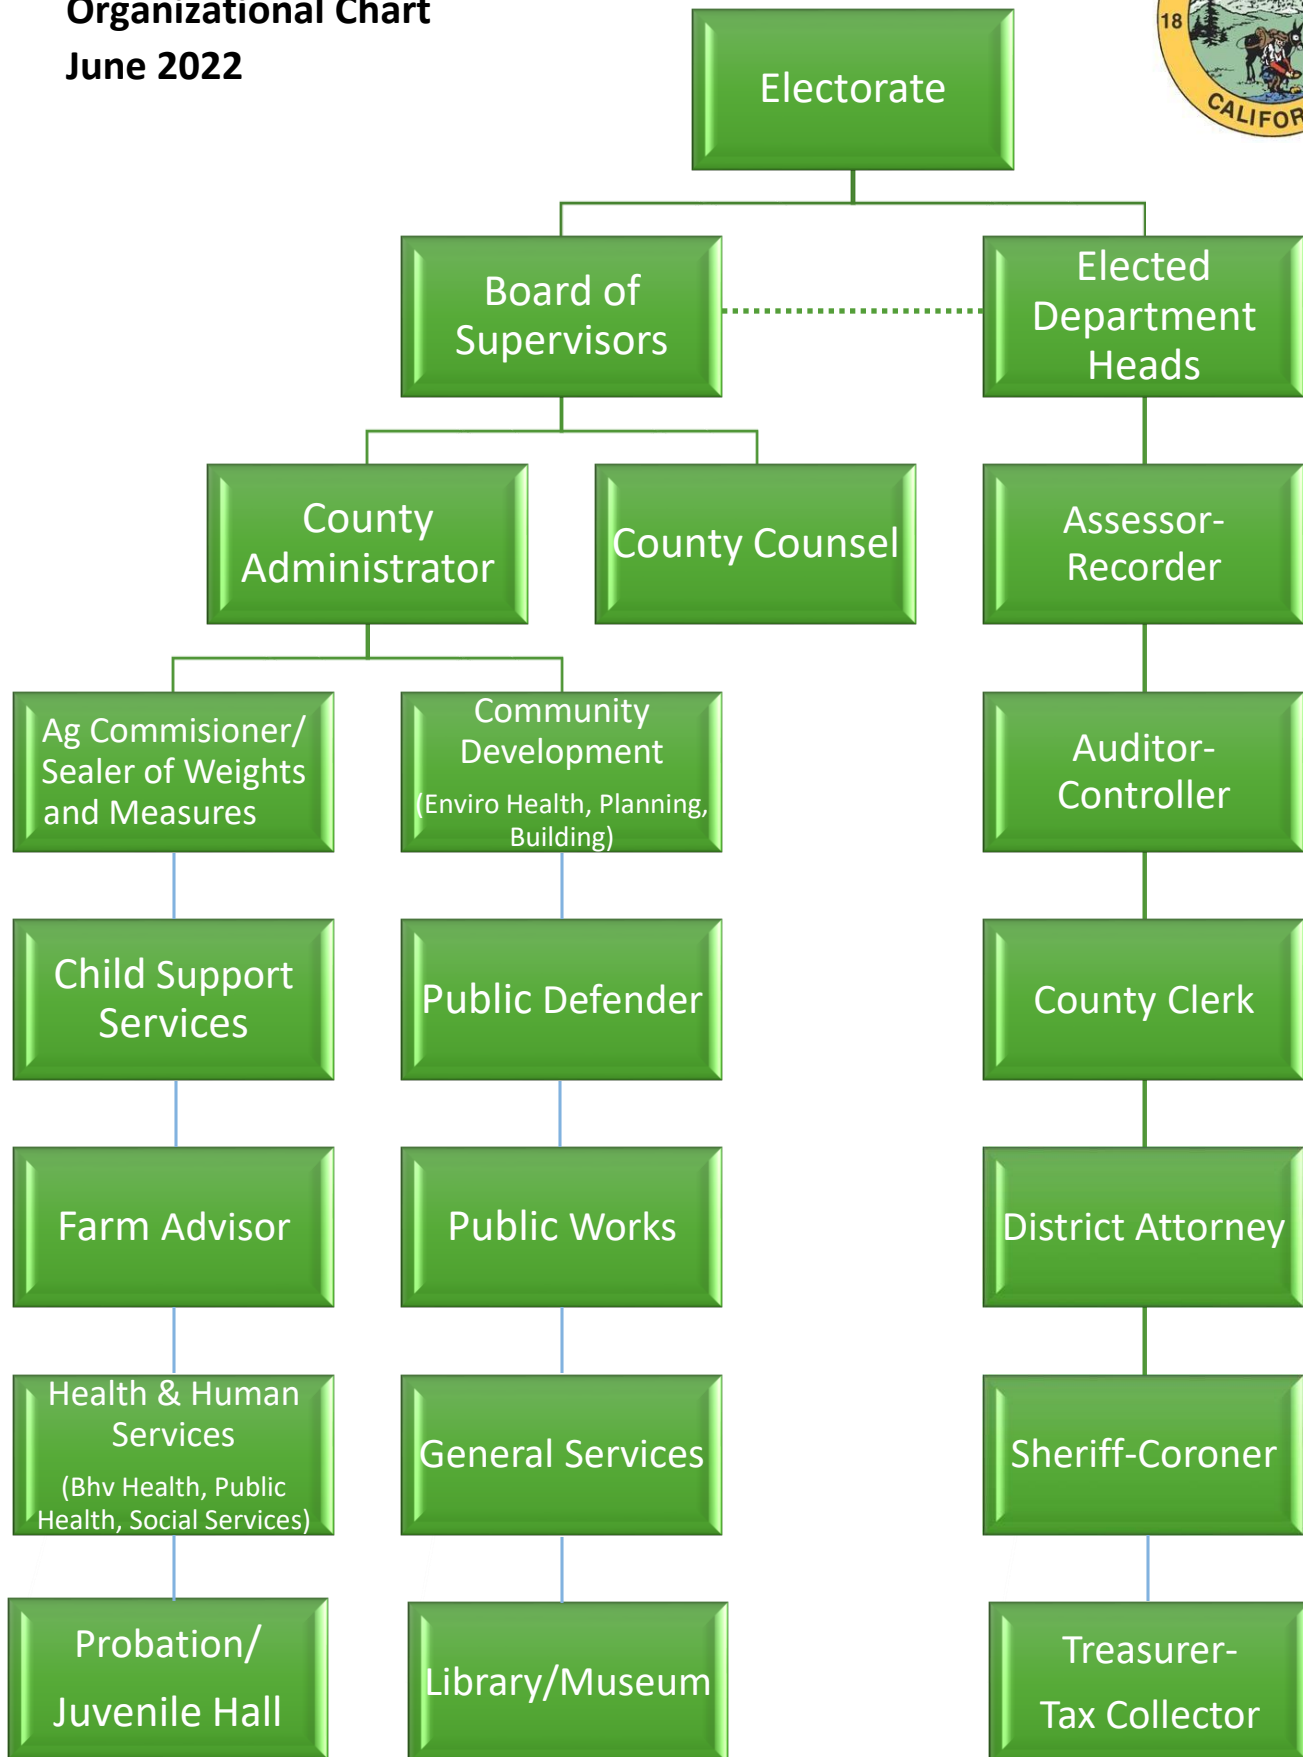 Organizational Chart
June 2022
18
CALIFOR
Electorate
Board of
Supervisors
Elected
Department
Heads
County
Administrator
County Counsel
Assessor-
Recorder
Ag Commisioner/
Sealer of Weights
and Measures
Community
Development
(Enviro Health, Planning,
Building)
Auditor-
Controller
Child Support
Services
Public Defender
County Clerk
Farm Advisor
Public Works
District Attorney
Health & Human
Services
(Bhv Health, Public
Health, Social Services)
General Services
Sheriff-Coroner
Probation/
Juvenile Hall
Library/Museum
Treasurer-
Tax Collector